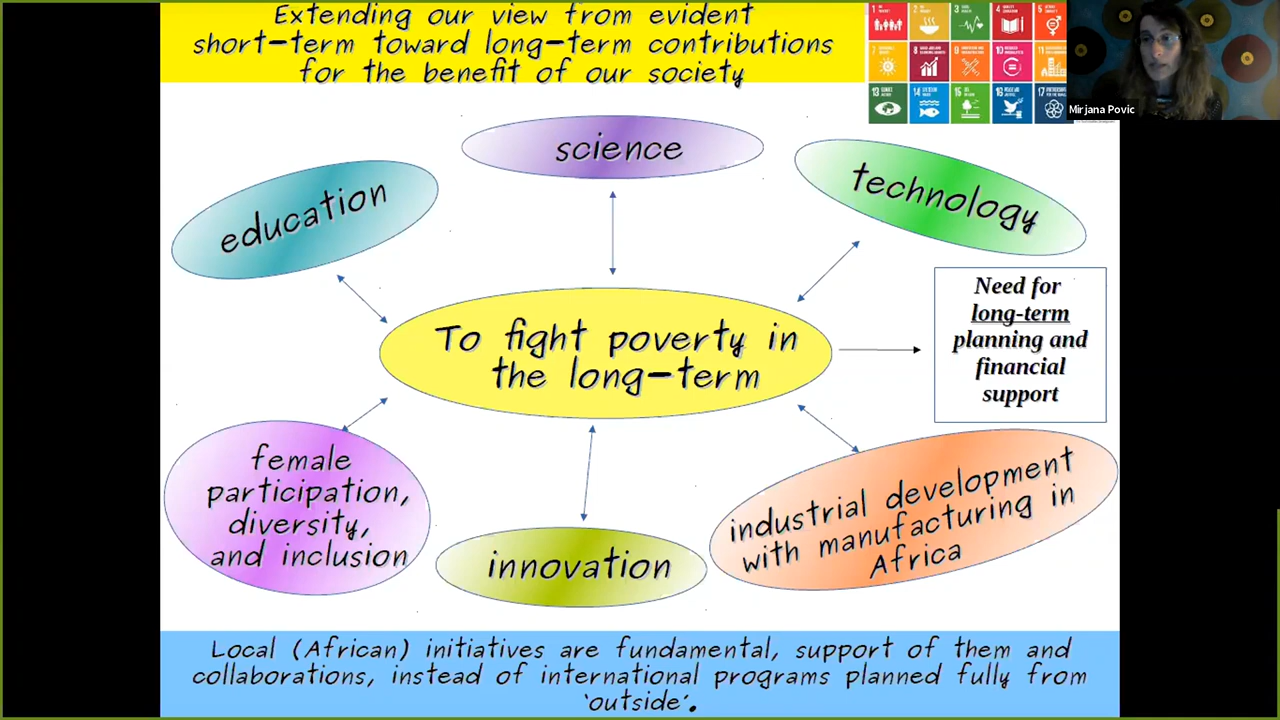 Extending our view from evident
short-term toward long-term contributions
for the benefit of our society
Mirjana Povic
science
education
technology
Need for
long-term
planning and
financial
support
To fight poverty in
the long-term
female
participation,
diversity,
and inclusion
innovation
industrial development
with manufacturing in
Africa
Local (African) initiatives are fundamental, support of them and
collaborations, instead of international programs planned fully from
'outside'.